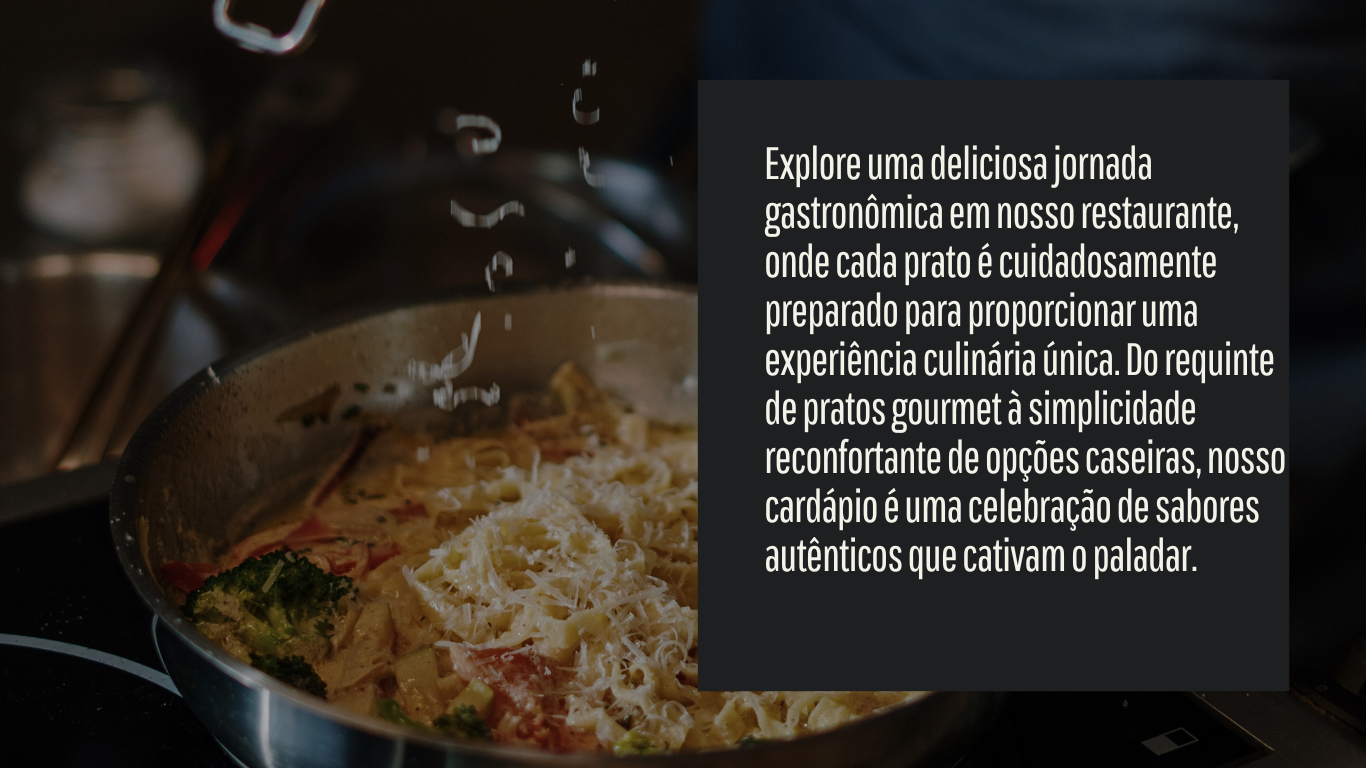 Explore uma deliciosa jornada
gastronômica em nosso restaurante,
onde cada prato é cuidadosamente
preparado para proporcionar uma
experiência culinária única. Do requinte
de pratos gourmet à simplicidade
reconfortante de opções caseiras, nosso
cardápio é uma celebração de sabores
autênticos que cativam o paladar.